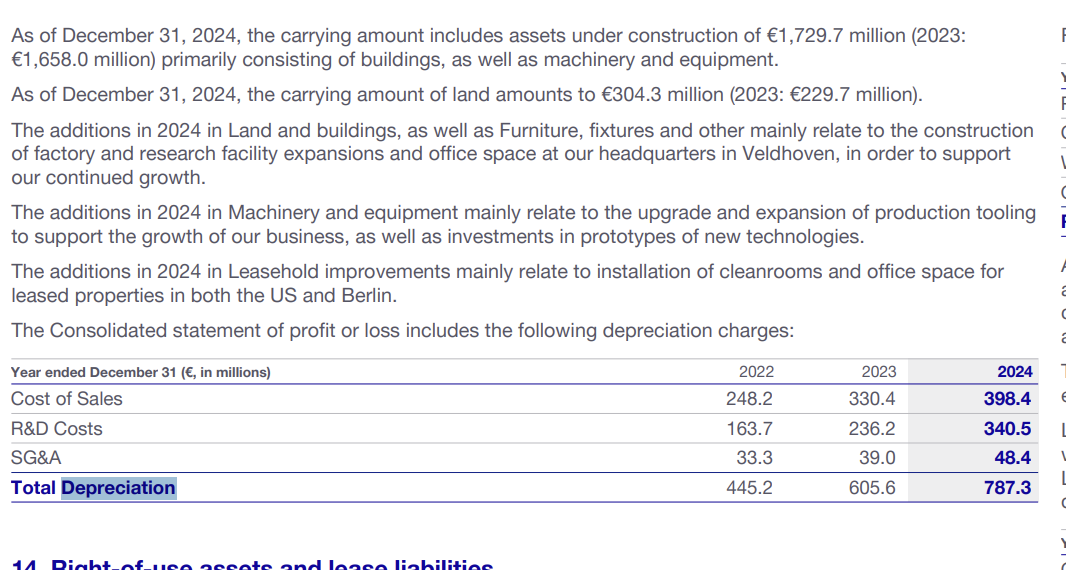 As of December 31, 2024, the carrying amount includes assets under construction of €1,729.7 million (2023:
€1,658.0 million) primarily consisting of buildings, as well as machinery and equipment.
As of December 31, 2024, the carrying amount of land amounts to €304.3 million (2023: €229.7 million).
The additions in 2024 in Land and buildings, as well as Furniture, fixtures and other mainly relate to the construction
of factory and research facility expansions and office space at our headquarters in Veldhoven, in order to support
our continued growth.
The additions in 2024 in Machinery and equipment mainly relate to the upgrade and expansion of production tooling
to support the growth of our business, as well as investments in prototypes of new technologies.
The additions in 2024 in Leasehold improvements mainly relate to installation of cleanrooms and office space for
leased properties in both the US and Berlin.
The Consolidated statement of profit or loss includes the following depreciation charges:
Year ended December 31 (€, in millions) 2022 2023 2024
Cost of Sales 248.2 330.4 398.4
R&D Costs 163.7 236.2 340.5
SG&A 33.3 39.0 48.4
Total Depreciation 445.2 605.6 787.3
14. Right-of-use assets and lease liabilities